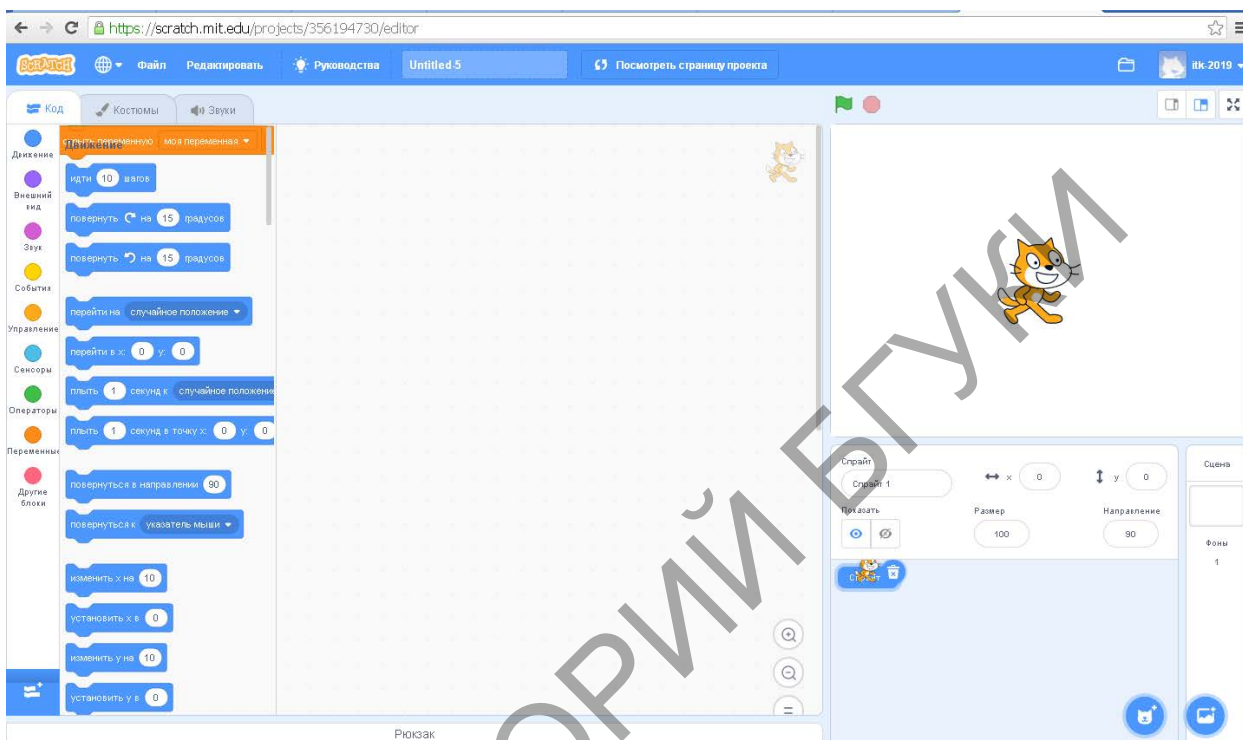 https://scratch.mit.edu/projects/356194730/editor
SCRATCH Файл Редактировать Руководства Untitled-5 Посмотреть страницу проекта itk-2019
Код Костюмы Звуки
Движение
Внешний вид
Звук
События
Управление
Сенсоры
Операторы
Переменные
Другие блоки
переменную моя переменная
Движение
идти 10 шагов
повернуть на 15 градусов
повернуть на 15 градусов
перейти на случайное положение
перейти в x: 0 y: 0
плыть 1 секунд к случайное положение
плыть 1 секунд в точку x: 0 y: 0
повернуться в направлении 90
повернуться к указатель мыши
изменить x на 10
установить x в 0
изменить y на 10
установить y в 0
Рюкзак
Спрайт
Спрайт 1
x 0
y 0
Показать
Размер
100
Направление
90
Спрайт
Сцена
Фоны
1
ОРИЙ БГУКИ